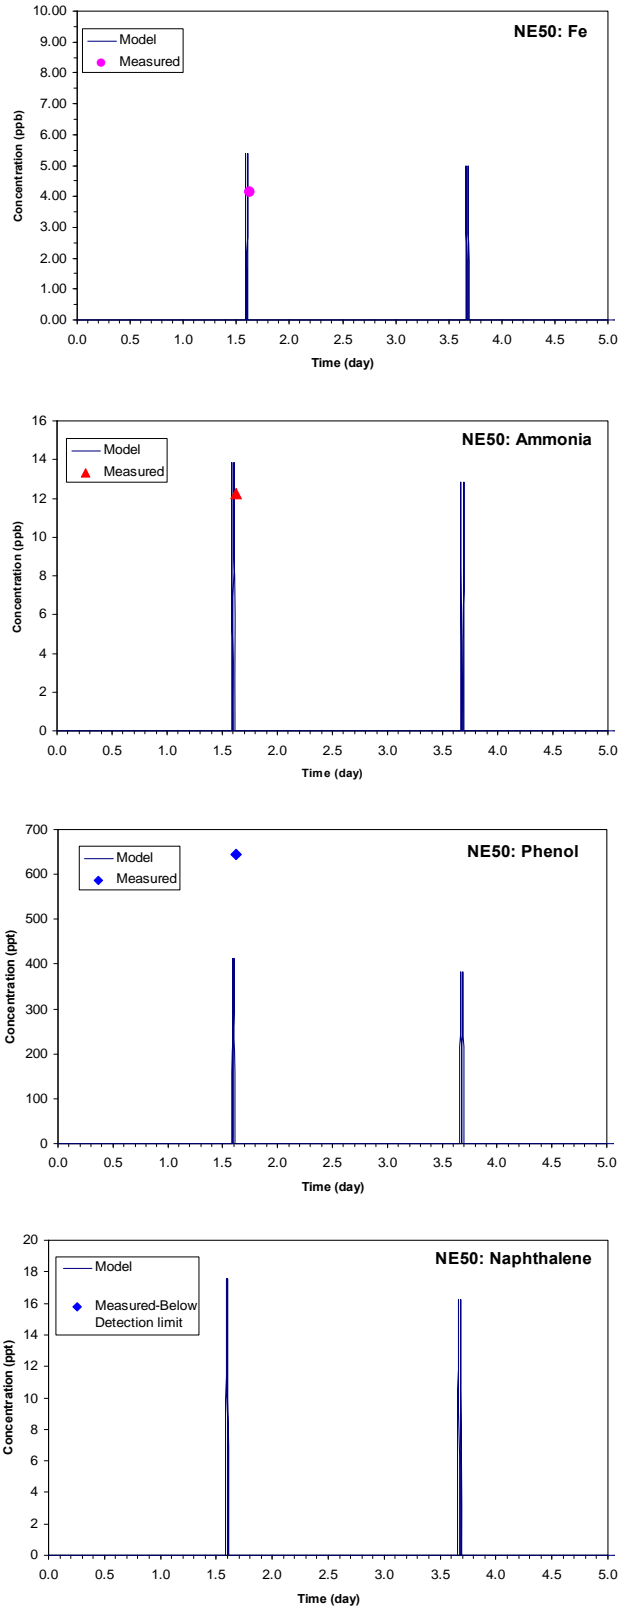 NE50: Fe
Model
Measured
Concentration (ppb)
10.00
9.00
8.00
7.00
6.00
5.00
4.00
3.00
2.00
1.00
0.00
0.0 0.5 1.0 1.5 2.0 2.5 3.0 3.5 4.0 4.5 5.0
Time (day)
NE50: Ammonia
Model
Measured
Concentration (ppb)
16
14
12
10
8
6
4
2
0
0.0 0.5 1.0 1.5 2.0 2.5 3.0 3.5 4.0 4.5 5.0
Time (day)
NE50: Phenol
Model
Measured
Concentration (ppt)
700
600
500
400
300
200
100
0
0.0 0.5 1.0 1.5 2.0 2.5 3.0 3.5 4.0 4.5 5.0
Time (day)
NE50: Naphthalene
Model
Measured-Below
Detection limit
Concentration (ppt)
20
18
16
14
12
10
8
6
4
2
0
0.0 0.5 1.0 1.5 2.0 2.5 3.0 3.5 4.0 4.5 5.0
Time (day)